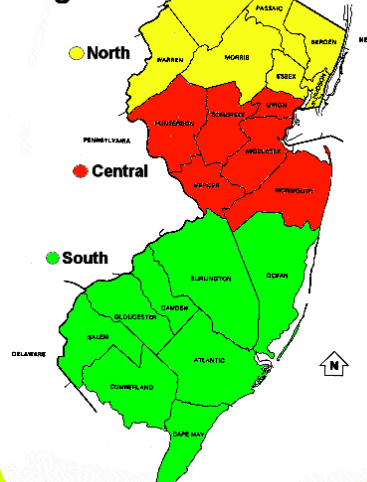 PASSAIC
BERGEN
NE
North
WARREN
MORRIS
ESSEX
HUDSON
UNION
SOMERSET
HUNTERDON
PENNSYLVANIA
MIDDLESEX
Central
MERCER
MONMOUTH
South
BURLINGTON
OCEAN
CAMDEN
GLOUCESTER
SALEM
DELAWARE
ATLANTIC
N
CUMBERLAND
CAPE MAY